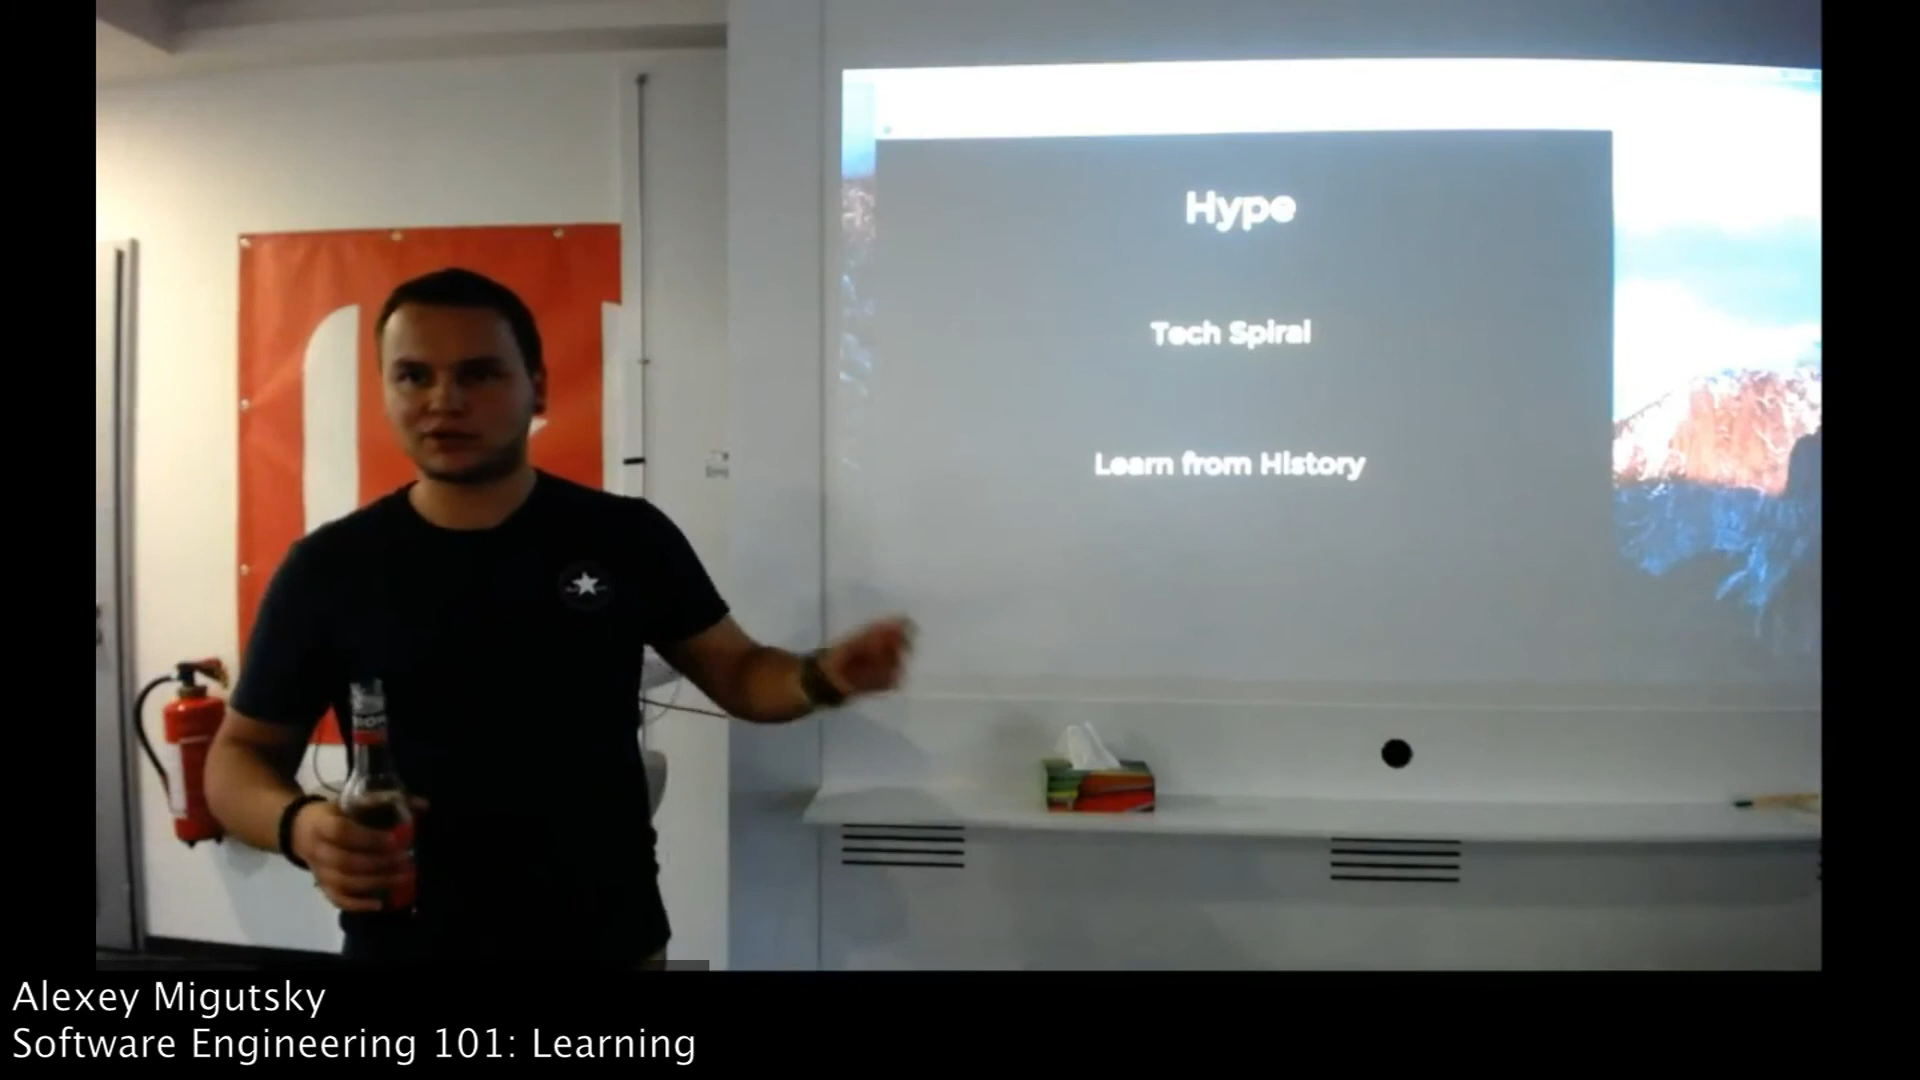 Hype
Tech Spiral
Learn from History
Alexey Migutsky
Software Engineering 101: Learning